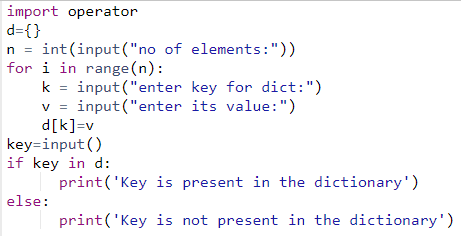 import operator
d={}
n = int(input("no of elements:"))
for i in range(n):
    k = input("enter key for dict:")
    v = input("enter its value:")
    d[k]=v
key=input()
if key in d:
      print('Key is present in the dictionary')
else:
      print('Key is not present in the dictionary')